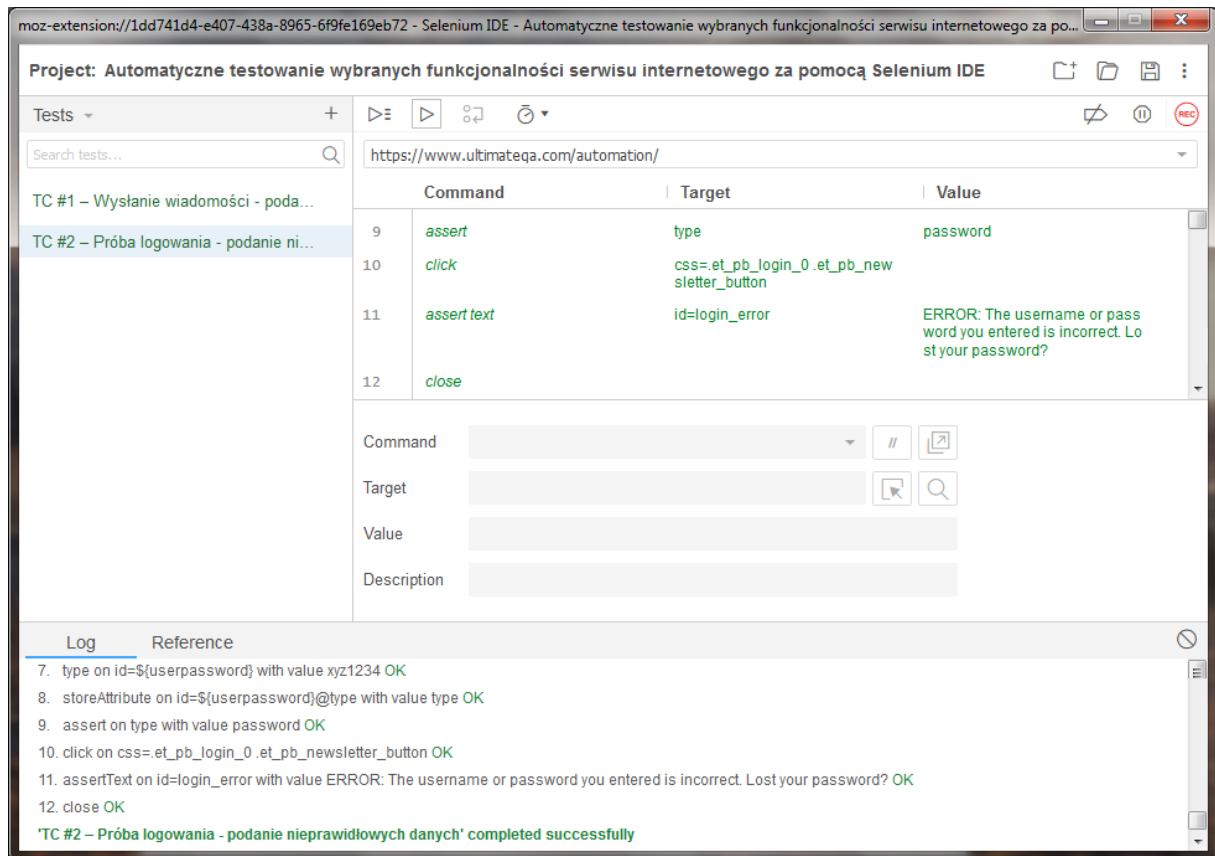 moz-extension://1dd741d4-e407-438a-8965-6f9fe169eb72 - Selenium IDE - Automatyczne testowanie wybranych funkcjonalności serwisu internetowego za po...
Project: Automatyczne testowanie wybranych funkcjonalności serwisu internetowego za pomocą Selenium IDE
Tests
REC
Search tests...
https://www.ultimateqa.com/automation/
TC #1 – Wysłanie wiadomości - poda...
TC #2 – Próba logowania - podanie ni...
Command Target Value
9 assert type password
10 click css=.et_pb_login_0 .et_pb_new
sletter_button
11 assert text id=login_error ERROR: The username or pass
word you entered is incorrect. Lo
st your password?
12 close
Command //
Target
Value
Description
Log Reference
7. type on id=${userpassword} with value xyz1234 OK
8. storeAttribute on id=${userpassword}@type with value type OK
9. assert on type with value password OK
10. click on css=.et_pb_login_0 .et_pb_newsletter_button OK
11. assertText on id=login_error with value ERROR: The username or password you entered is incorrect. Lost your password? OK
12. close OK
'TC #2 – Próba logowania - podanie nieprawidłowych danych' completed successfully